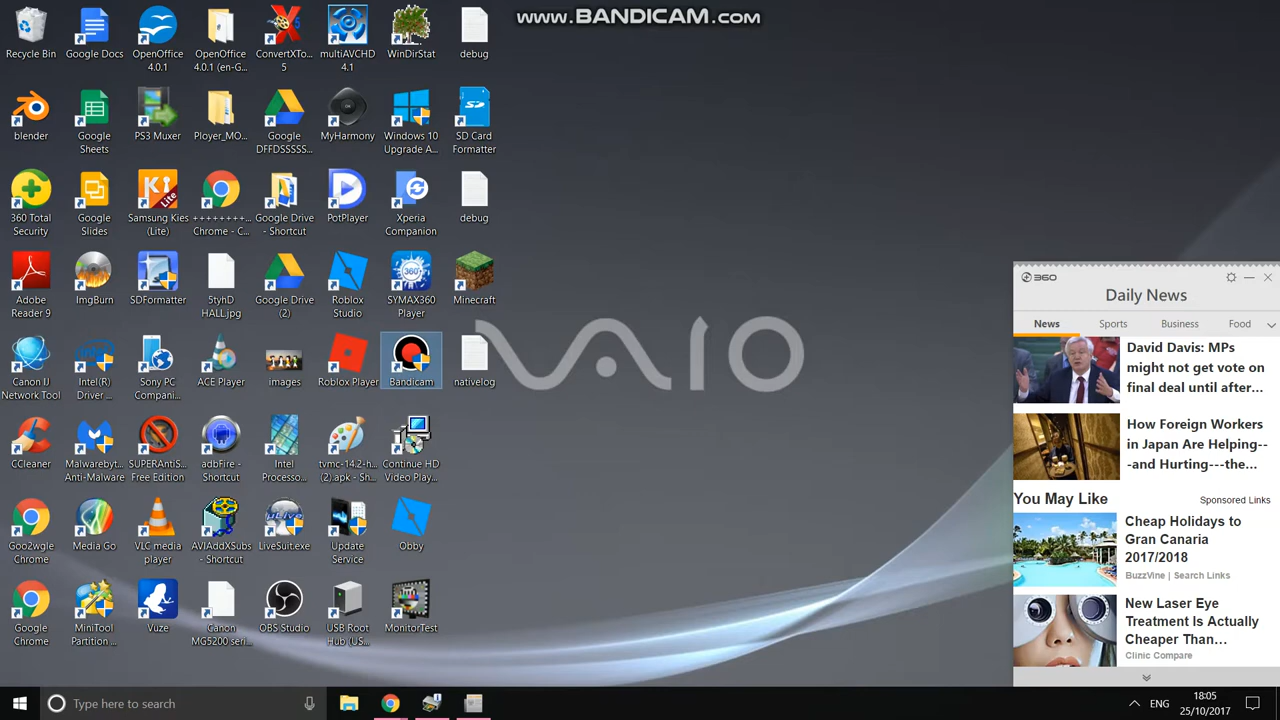 www.BANDICAM.com
Recycle Bin
Google Docs
OpenOffice
4.0.1
OpenOffice
4.0.1 (en-G...
ConvertXTo...
5
multiAVCHD
4.1
WinDirStat
debug
blender
Google
Sheets
PS3 Muxer
Ployer_MO...
Google
DFFDSSSSS...
MyHarmony
Windows 10
Upgrade A...
SD Card
Formatter
360 Total
Security
Google
Slides
Samsung Kies
(Lite)
++++++++...
Chrome - C...
Google Drive
- Shortcut
PotPlayer
Xperia
Companion
debug
Adobe
Reader 9
ImgBurn
SDFormatter
5tyhD
HALL.jpg
Google Drive
(2)
Roblox
Studio
SYMAX360
Player
Minecraft
Canon IJ
Network Tool
Intel(R)
Driver ...
Sony PC
Compani...
ACE Player
images
Roblox Player
Bandicam
nativelog
CCleaner
Malwarebyt...
Anti-Malware
SUPERAntiS...
Free Edition
adbFire -
Shortcut
Intel
Processo...
tvmc-14.2-h...
(2).apk - Sh...
Continue HD
Video Play...
Goo2wgle
Chrome
Media Go
VLC media
player
AVIAddXSubs
- Shortcut
LiveSuit.exe
Update
Service
Obby
Google
Chrome
MiniTool
Partition ...
Vuze
Canon
MG5200 seri...
OBS Studio
USB Root
Hub (US...
MonitorTest
VAIO
360
Daily News
News
Sports
Business
Food
David Davis: MPs
might not get vote on
final deal until after...
How Foreign Workers
in Japan Are Helping--
-and Hurting---the...
You May Like
Sponsored Links
Cheap Holidays to
Gran Canaria
2017/2018
BuzzVine | Search Links
New Laser Eye
Treatment Is Actually
Cheaper Than...
Clinic Compare
Type here to search
ENG
18:05
25/10/2017